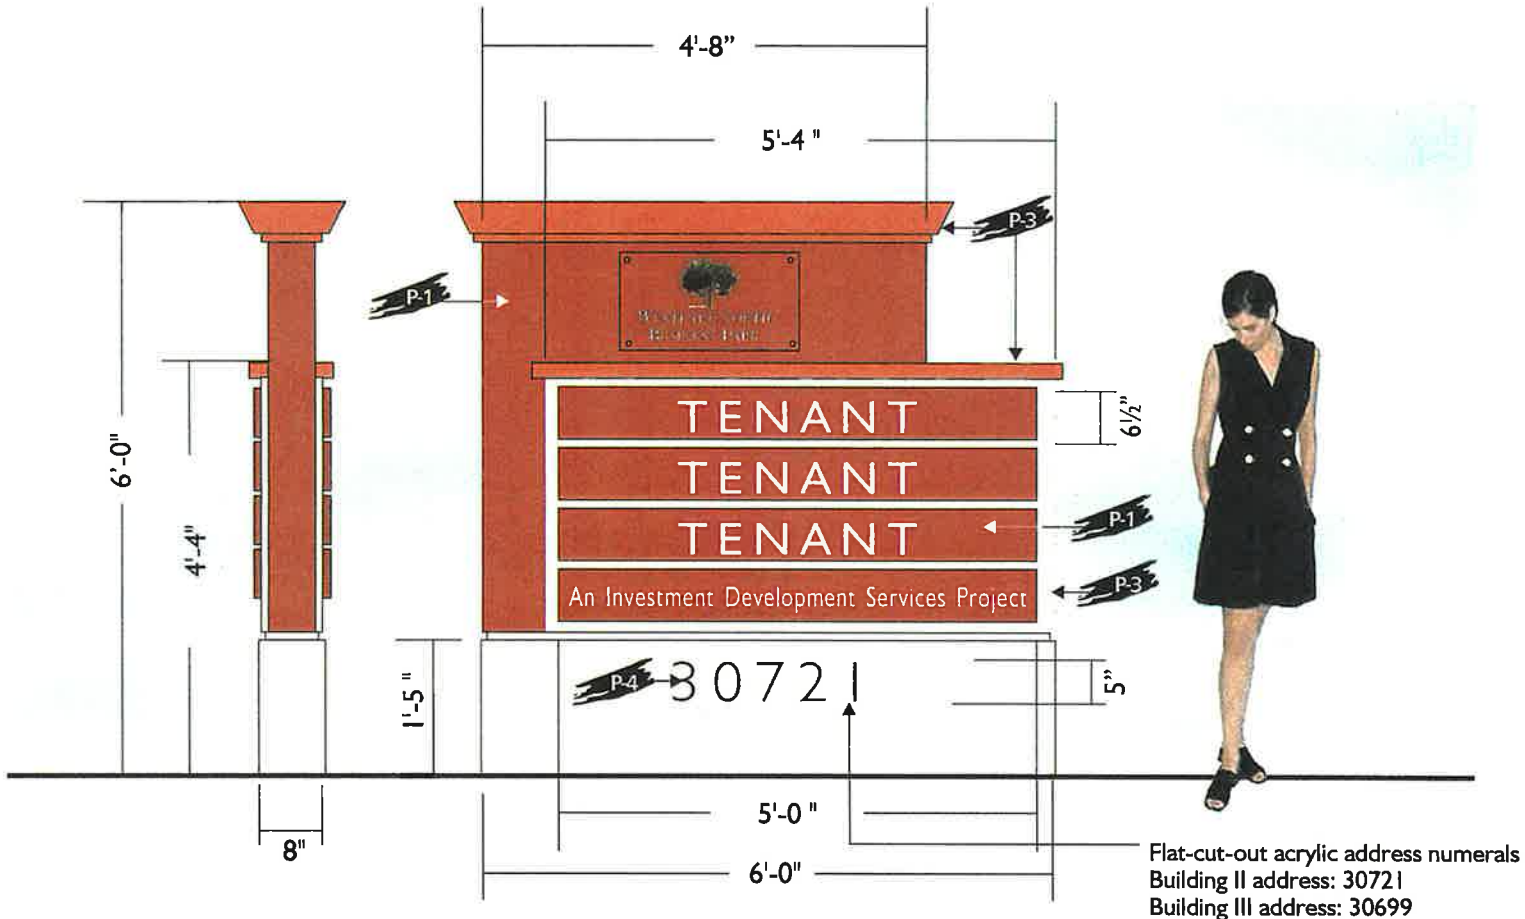 4'-8"
5'-4 "
P-3
P-1
6'-0"
4'-4"
TENANT
6½"
TENANT
TENANT
P-1
An Investment Development Services Project
P-3
1'-5 "
P-4
30721
5"
8"
5'-0 "
6'-0"
Flat-cut-out acrylic address numerals
Building II address: 30721
Building III address: 30699